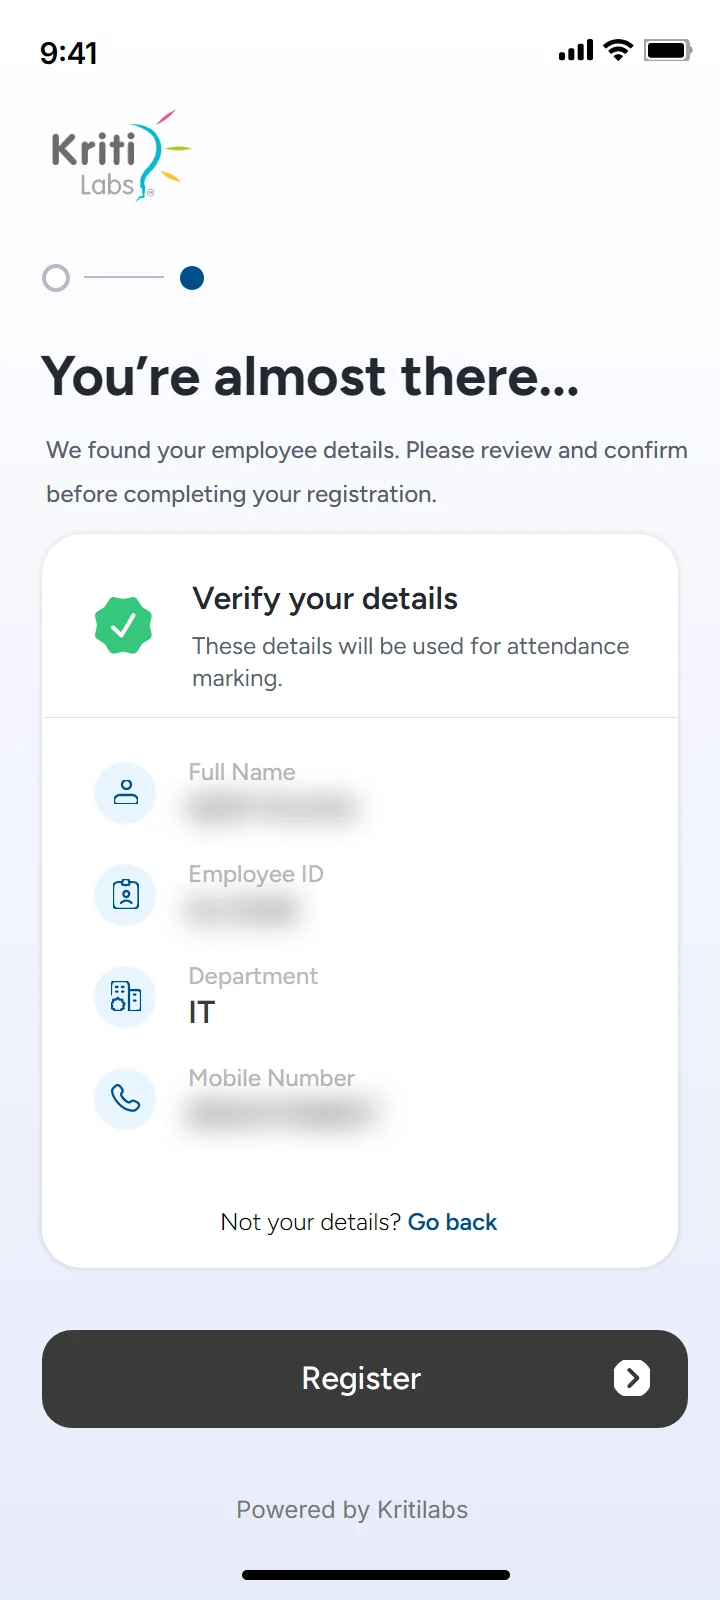 9:41
Kriti
Labs
You’re almost there...
We found your employee details. Please review and confirm
before completing your registration.
Verify your details
These details will be used for attendance
marking.
Full Name
Employee ID
Department
IT
Mobile Number
Not your details? Go back
Register
Powered by Kritilabs